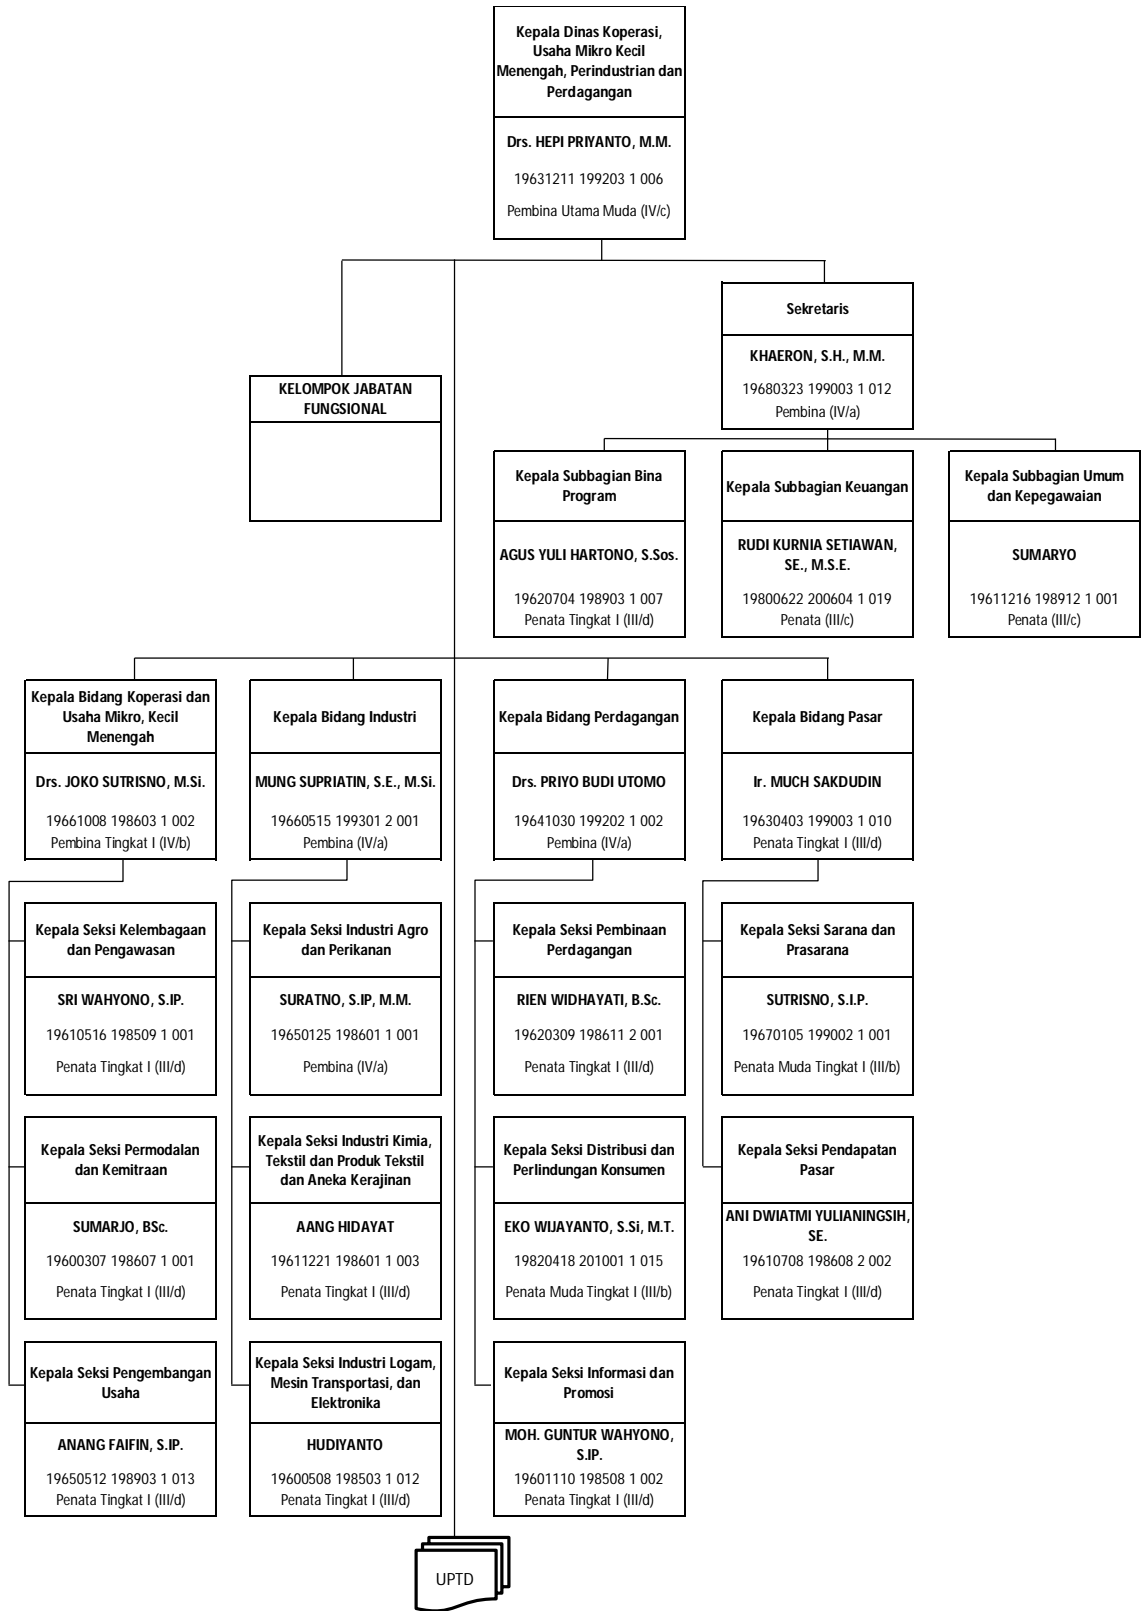 Kepala Dinas Koperasi,
Usaha Mikro Kecil
Menengah, Perindustrian dan
Perdagangan
Drs. HEPI PRIYANTO, M.M.
19631211 199203 1 006
Pembina Utama Muda (IV/c)
Sekretaris
KHAERON, S.H., M.M.
19680323 199003 1 012
Pembina (IV/a)
KELOMPOK JABATAN
FUNGSIONAL
Kepala Subbagian Bina
Program
AGUS YULI HARTONO, S.Sos.
19620704 198903 1 007
Penata Tingkat I (III/d)
Kepala Subbagian Keuangan
RUDI KURNIA SETIAWAN,
SE., M.S.E.
19800622 200604 1 019
Penata (III/c)
Kepala Subbagian Umum
dan Kepegawaian
SUMARYO
19611216 198912 1 001
Penata (III/c)
Kepala Bidang Koperasi dan
Usaha Mikro, Kecil
Menengah
Drs. JOKO SUTRISNO, M.Si.
19661008 198603 1 002
Pembina Tingkat I (IV/b)
Kepala Bidang Industri
MUNG SUPRIATIN, S.E., M.Si.
19660515 199301 2 001
Pembina (IV/a)
Kepala Bidang Perdagangan
Drs. PRIYO BUDI UTOMO
19641030 199202 1 002
Pembina (IV/a)
Kepala Bidang Pasar
Ir. MUCH SAKDUDIN
19630403 199003 1 010
Penata Tingkat I (III/d)
Kepala Seksi Kelembagaan
dan Pengawasan
SRI WAHYONO, S.IP.
19610516 198509 1 001
Penata Tingkat I (III/d)
Kepala Seksi Industri Agro
dan Perikanan
SURATNO, S.IP, M.M.
19650125 198601 1 001
Pembina (IV/a)
Kepala Seksi Pembinaan
Perdagangan
RIEN WIDHAYATI, B.Sc.
19620309 198611 2 001
Penata Tingkat I (III/d)
Kepala Seksi Sarana dan
Prasarana
SUTRISNO, S.I.P.
19670105 199002 1 001
Penata Muda Tingkat I (III/b)
Kepala Seksi Permodalan
dan Kemitraan
SUMARJO, BSc.
19600307 198607 1 001
Penata Tingkat I (III/d)
Kepala Seksi Industri Kimia,
Tekstil dan Produk Tekstil
dan Aneka Kerajinan
AANG HIDAYAT
19611221 198601 1 003
Penata Tingkat I (III/d)
Kepala Seksi Distribusi dan
Perlindungan Konsumen
EKO WIJAYANTO, S.Si, M.T.
19820418 201001 1 015
Penata Muda Tingkat I (III/b)
Kepala Seksi Pendapatan
Pasar
ANI DWIATMI YULIANINGSIH,
SE.
19610708 198608 2 002
Penata Tingkat I (III/d)
Kepala Seksi Pengembangan
Usaha
ANANG FAIFIN, S.IP.
19650512 198903 1 013
Penata Tingkat I (III/d)
Kepala Seksi Industri Logam,
Mesin Transportasi, dan
Elektronika
HUDIYANTO
19600508 198503 1 012
Penata Tingkat I (III/d)
Kepala Seksi Informasi dan
Promosi
MOH. GUNTUR WAHYONO,
S.IP.
19601110 198508 1 002
Penata Tingkat I (III/d)
UPTD